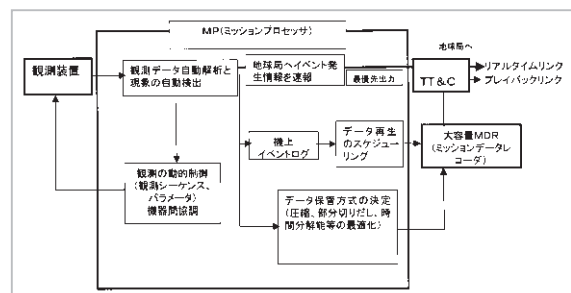 MP(ミッションプロセッサ)
観測装置
観測データ自動解析と
現象の自動検出
地球局へイベント発
生情報を速報
最優先出力
地球局へ
TT&C
リアルタイムリンク
プレイバックリンク
機上
イベントログ
データ再生
のスケジュー
リング
大容量MDR
(ミッションデータレ
コーダ)
観測の動的制御
(観測シーケンス、
パラメータ)
機器間協調
データ保管方式の決定
(圧縮、部分切りだし、時
間分解能等の最適化)